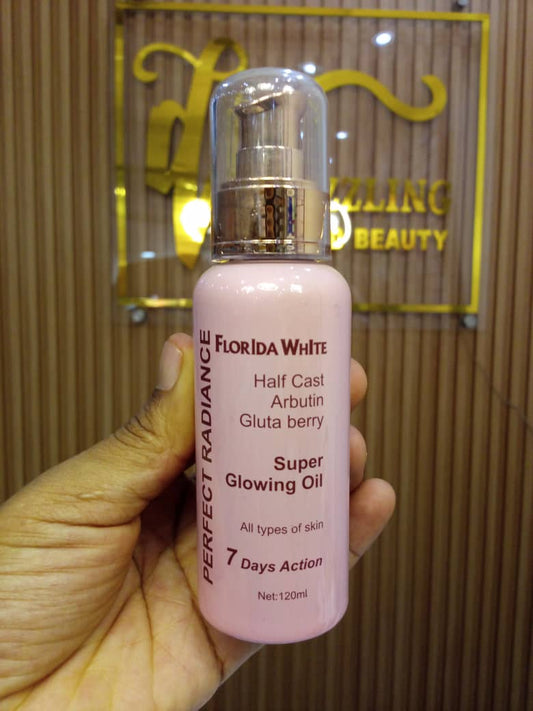 ZZLING
BEAUTY
PERFECT RADIANCE
FLORIDA WHITE
Half Cast
Arbutin
Gluta berry
Super
Glowing Oil
All types of skin
7 Days Action
Net:120ml